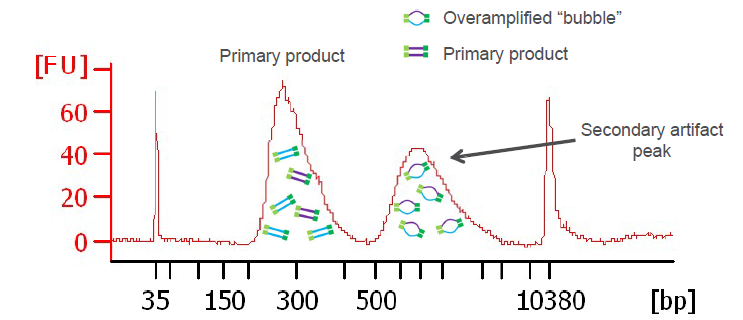 Overamplified “bubble”
Primary product
Primary product
[FU]
60
40
20
0
Secondary artifact
peak
35 150 300 500 10380 [bp]